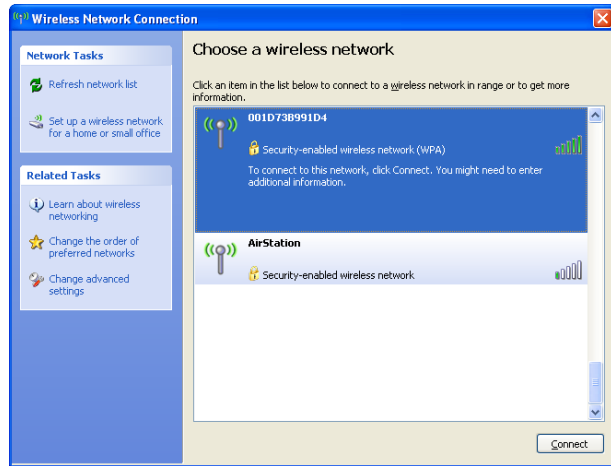 Wireless Network Connection
Network Tasks
Refresh network list
Set up a wireless network
for a home or small office
Related Tasks
Learn about wireless
networking
Change the order of
preferred networks
Change advanced
settings
Choose a wireless network
Click an item in the list below to connect to a wireless network in range or to get more
information.
001D73B991D4
Security-enabled wireless network (WPA)
To connect to this network, click Connect. You might need to enter
additional information.
AirStation
Security-enabled wireless network
Connect